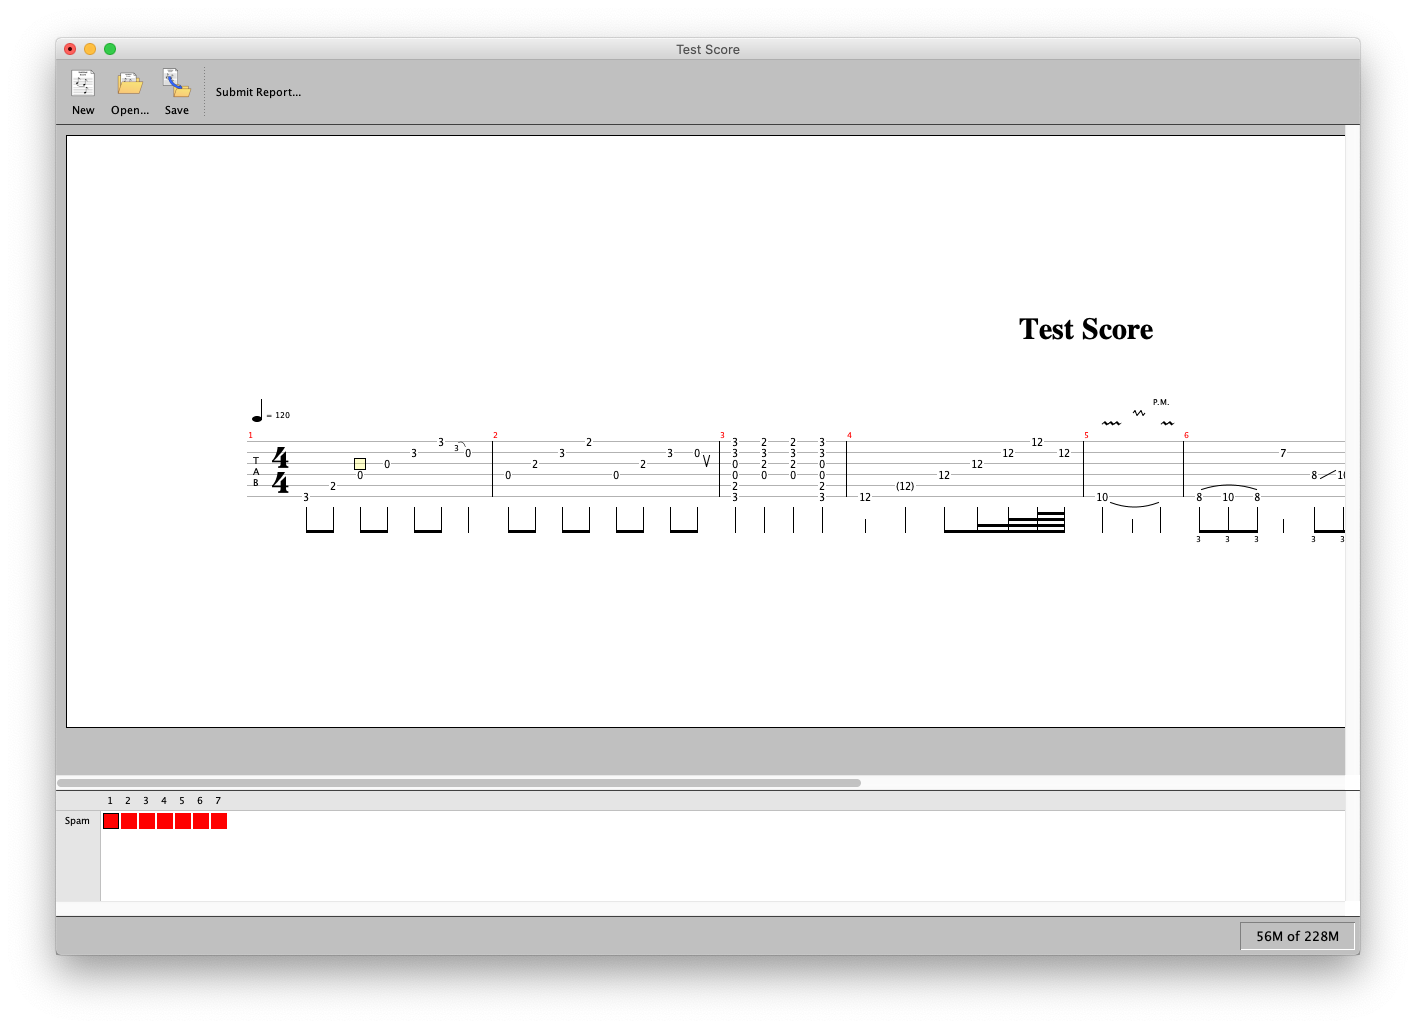 Test Score
New Open... Save Submit Report...
Test Score
= 120
P.M.
1 2 3 4 5 6
3 2 3 2 2 3 12
3 3 0 3 3 0 3 3 3 3 12 12 7
T 4 0 2 2 0 2 2 0 12
A 0 0 0 0 0 0 0 12 8 10
B 4 2 2 2 (12)
3 3 3 12 10 8 10 8
3 3 3 3 3
1 2 3 4 5 6 7
Spam
56M of 228M